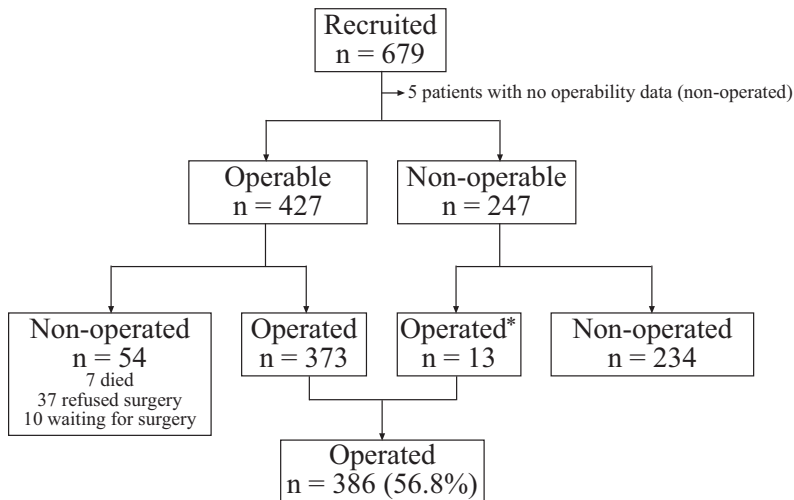 Recruited
n = 679
5 patients with no operability data (non-operated)
Operable
n = 427
Non-operable
n = 247
Non-operated
n = 54
7 died
37 refused surgery
10 waiting for surgery
Operated
n = 373
Operated*
n = 13
Non-operated
n = 234
Operated
n = 386 (56.8%)